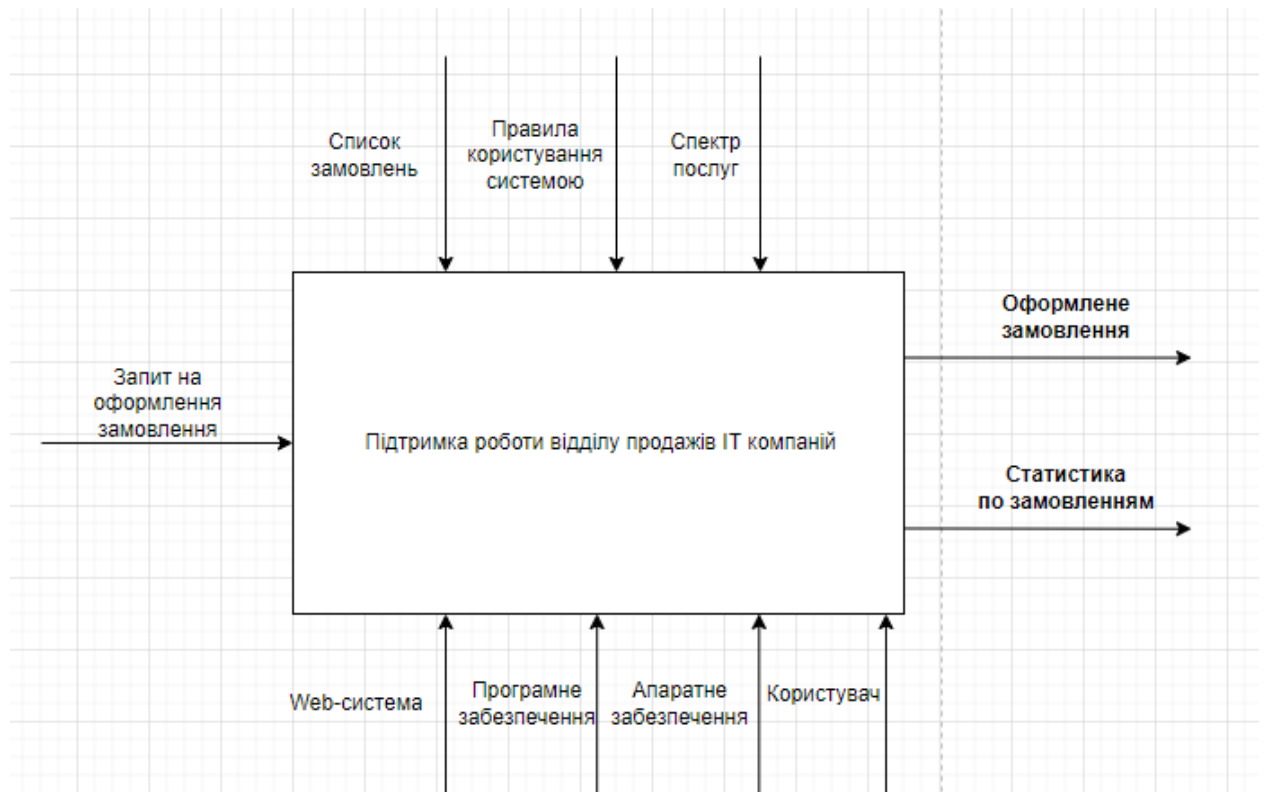 Список
замовлень
Правила
користування
системою
Спектр
послуг
Оформлене
замовлення
Запит на
оформлення
замовлення
Підтримка роботи відділу продажів ІТ компаній
Статистика
по замовленням
Web-система
Програмне
забезпечення
Апаратне
забезпечення
Користувач